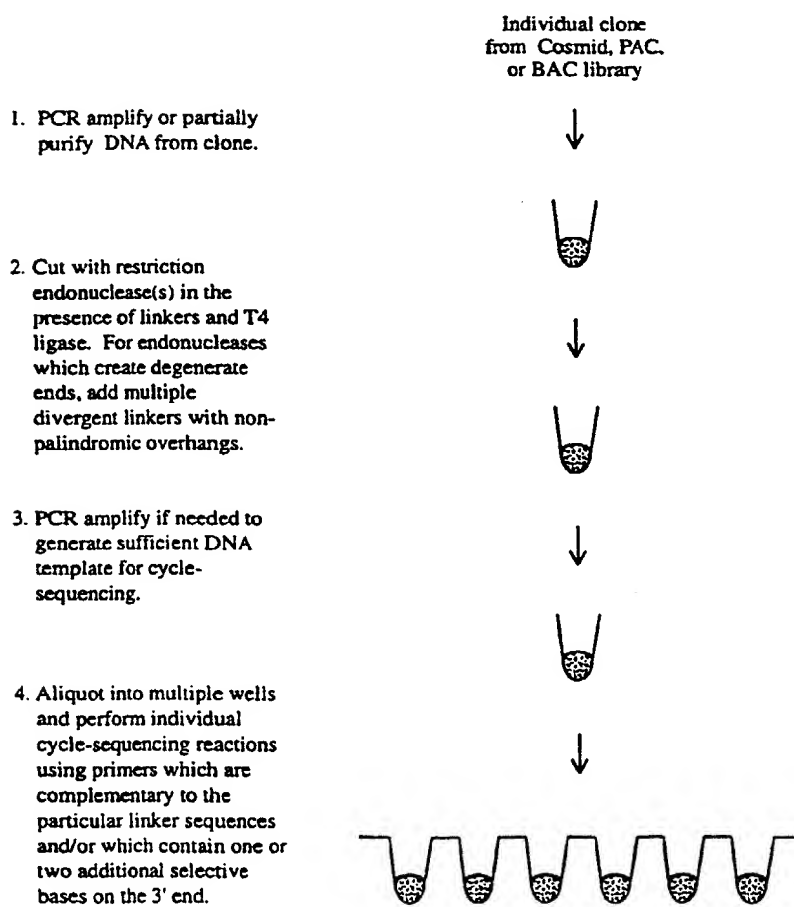 Individual clone
from Cosmid, PAC,
or BAC library
1. PCR amplify or partially
purify DNA from clone.
2. Cut with restriction
endonuclease(s) in the
presence of linkers and T4
ligase. For endonucleases
which create degenerate
ends, add multiple
divergent linkers with non-
palindromic overhangs.
3. PCR amplify if needed to
generate sufficient DNA
template for cycle-
sequencing.
4. Aliquot into multiple wells
and perform individual
cycle-sequencing reactions
using primers which are
complementary to the
particular linker sequences
and/or which contain one or
two additional selective
bases on the 3' end.